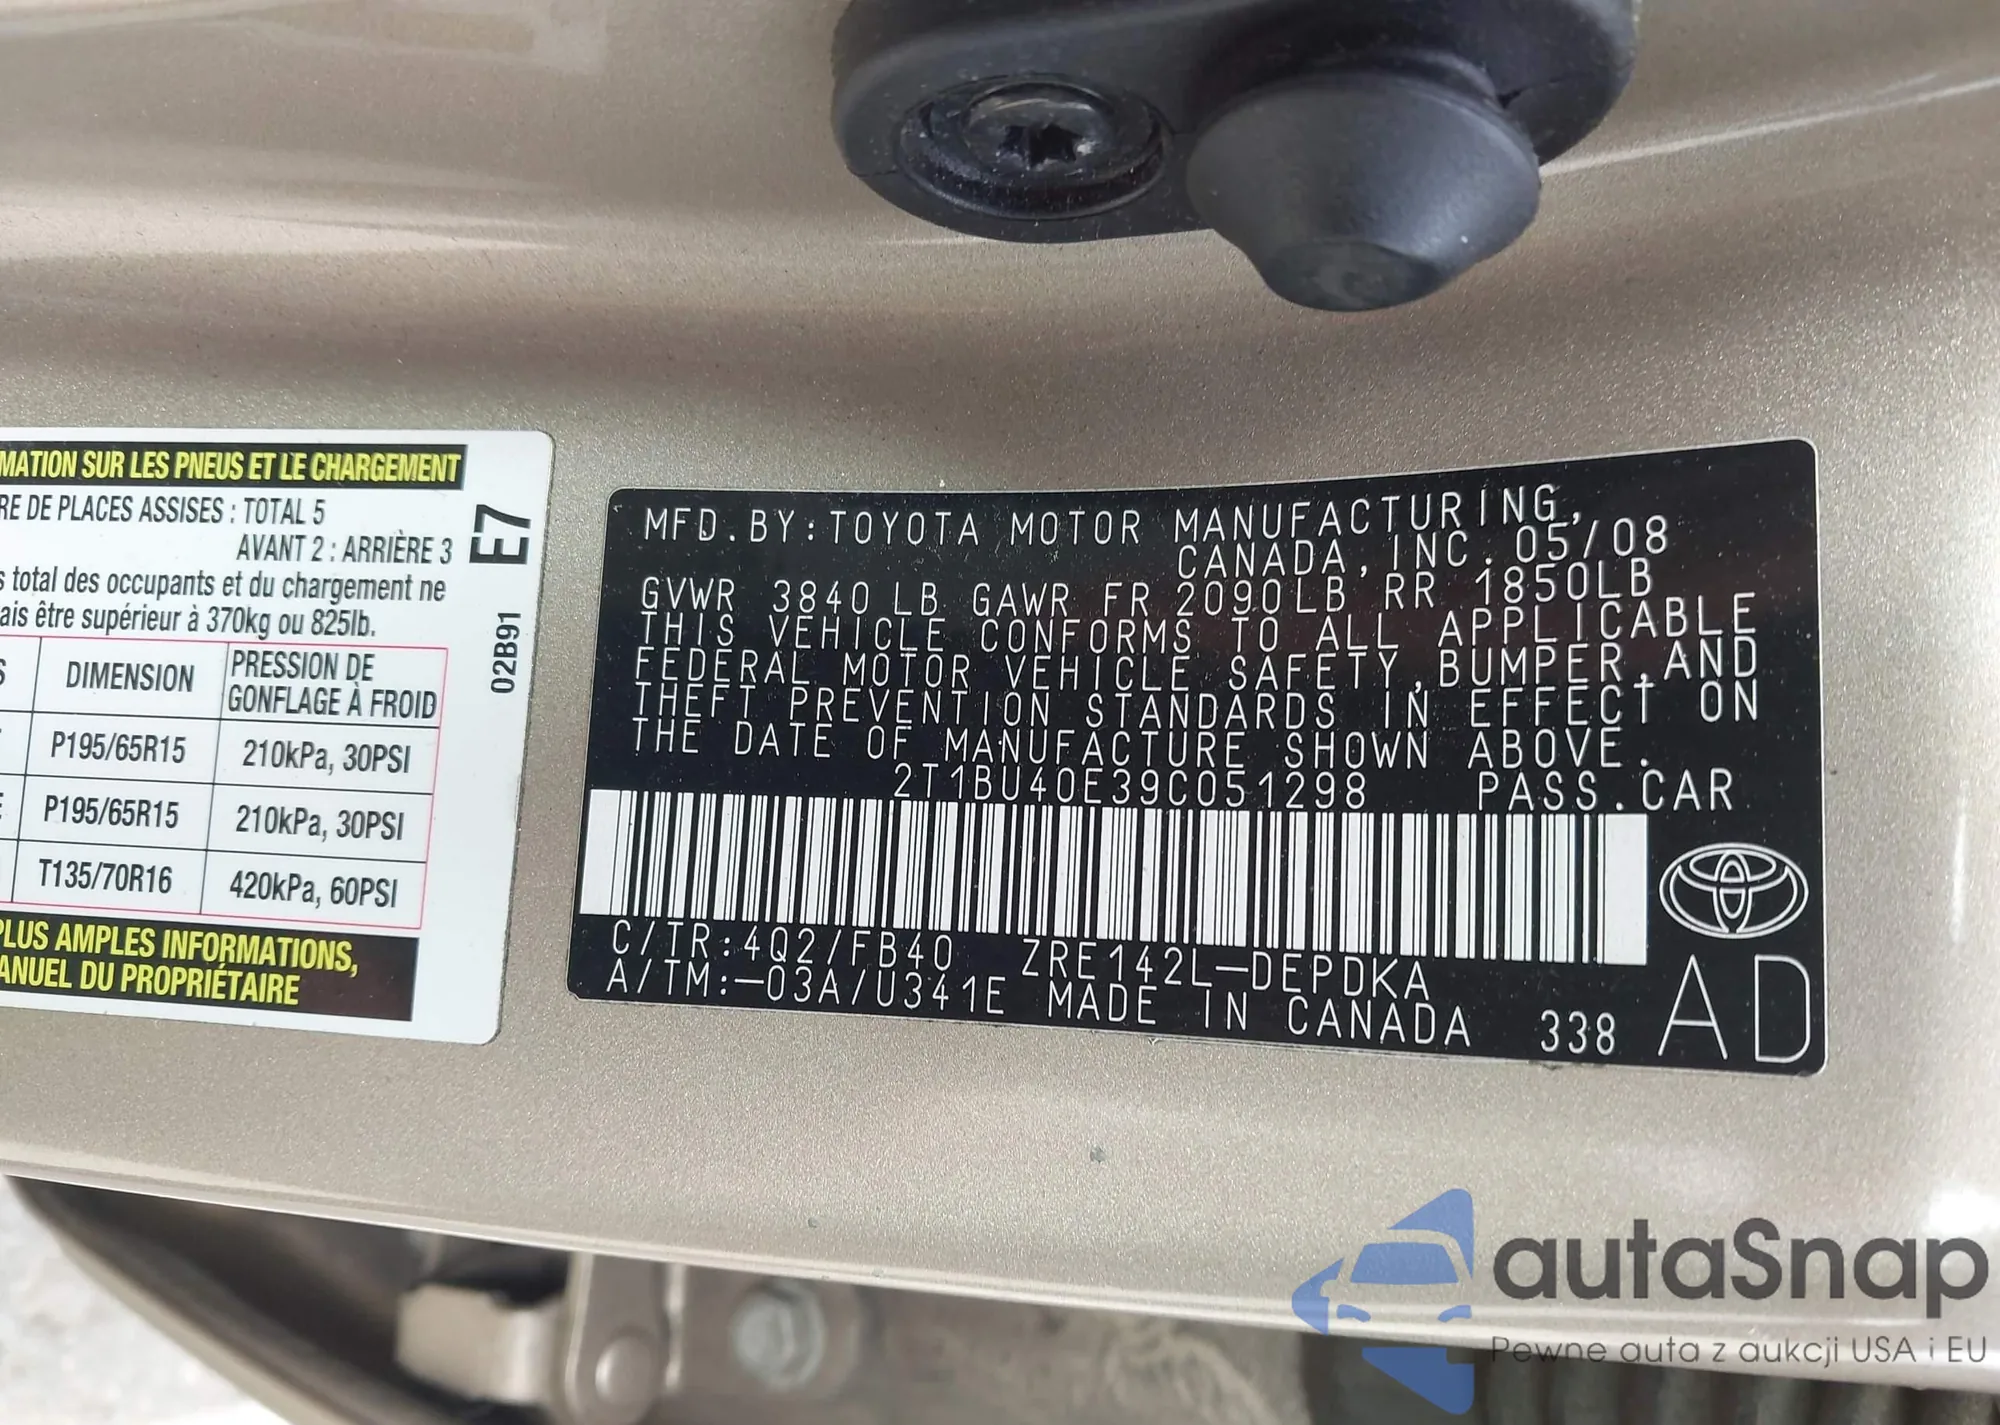 MATION SUR LES PNEUS ET LE CHARGEMENT
RE DE PLACES ASSISES : TOTAL 5
AVANT 2 : ARRIÈRE 3
s total des occupants et du chargement ne
ais être supérieur à 370kg ou 825lb.
S DIMENSION PRESSION DE
GONFLAGE À FROID
P195/65R15 210kPa, 30PSI
E P195/65R15 210kPa, 30PSI
T135/70R16 420kPa, 60PSI
PLUS AMPLES INFORMATIONS,
ANUEL DU PROPRIÉTAIRE
E7
02B91
MFD.BY:TOYOTA MOTOR MANUFACTURING,
CANADA,INC.05/08
GVWR 3840LB GAWR FR 2090LB RR 1850LB
THIS VEHICLE CONFORMS TO ALL APPLICABLE
FEDERAL MOTOR VEHICLE SAFETY,BUMPER,AND
THEFT PREVENTION STANDARDS IN EFFECT ON
THE DATE OF MANUFACTURE SHOWN ABOVE.
2T1BU40E39C051298 PASS.CAR
C/TR:4Q2/FB40 ZRE142L-DEPDKA
A/TM:-03A/U341E MADE IN CANADA 338
AD
autaSnap
Pewne auta z aukcji USA i EU